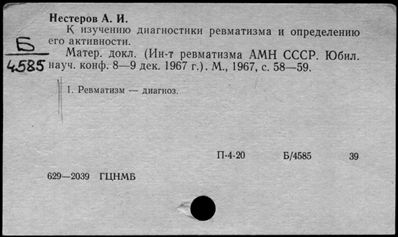 Нестеров А. И.
К изучению диагностики ревматизма и определению
его активности.
Б
4585
Матер. докл. (Ин-т ревматизма АМН СССР. Юбил.
науч. конф. 8—9 дек. 1967 г.). М., 1967, с. 58—59.
1. Ревматизм — диагноз.
П-4-20 Б/4585 39
629—2039 ГЦНМБ